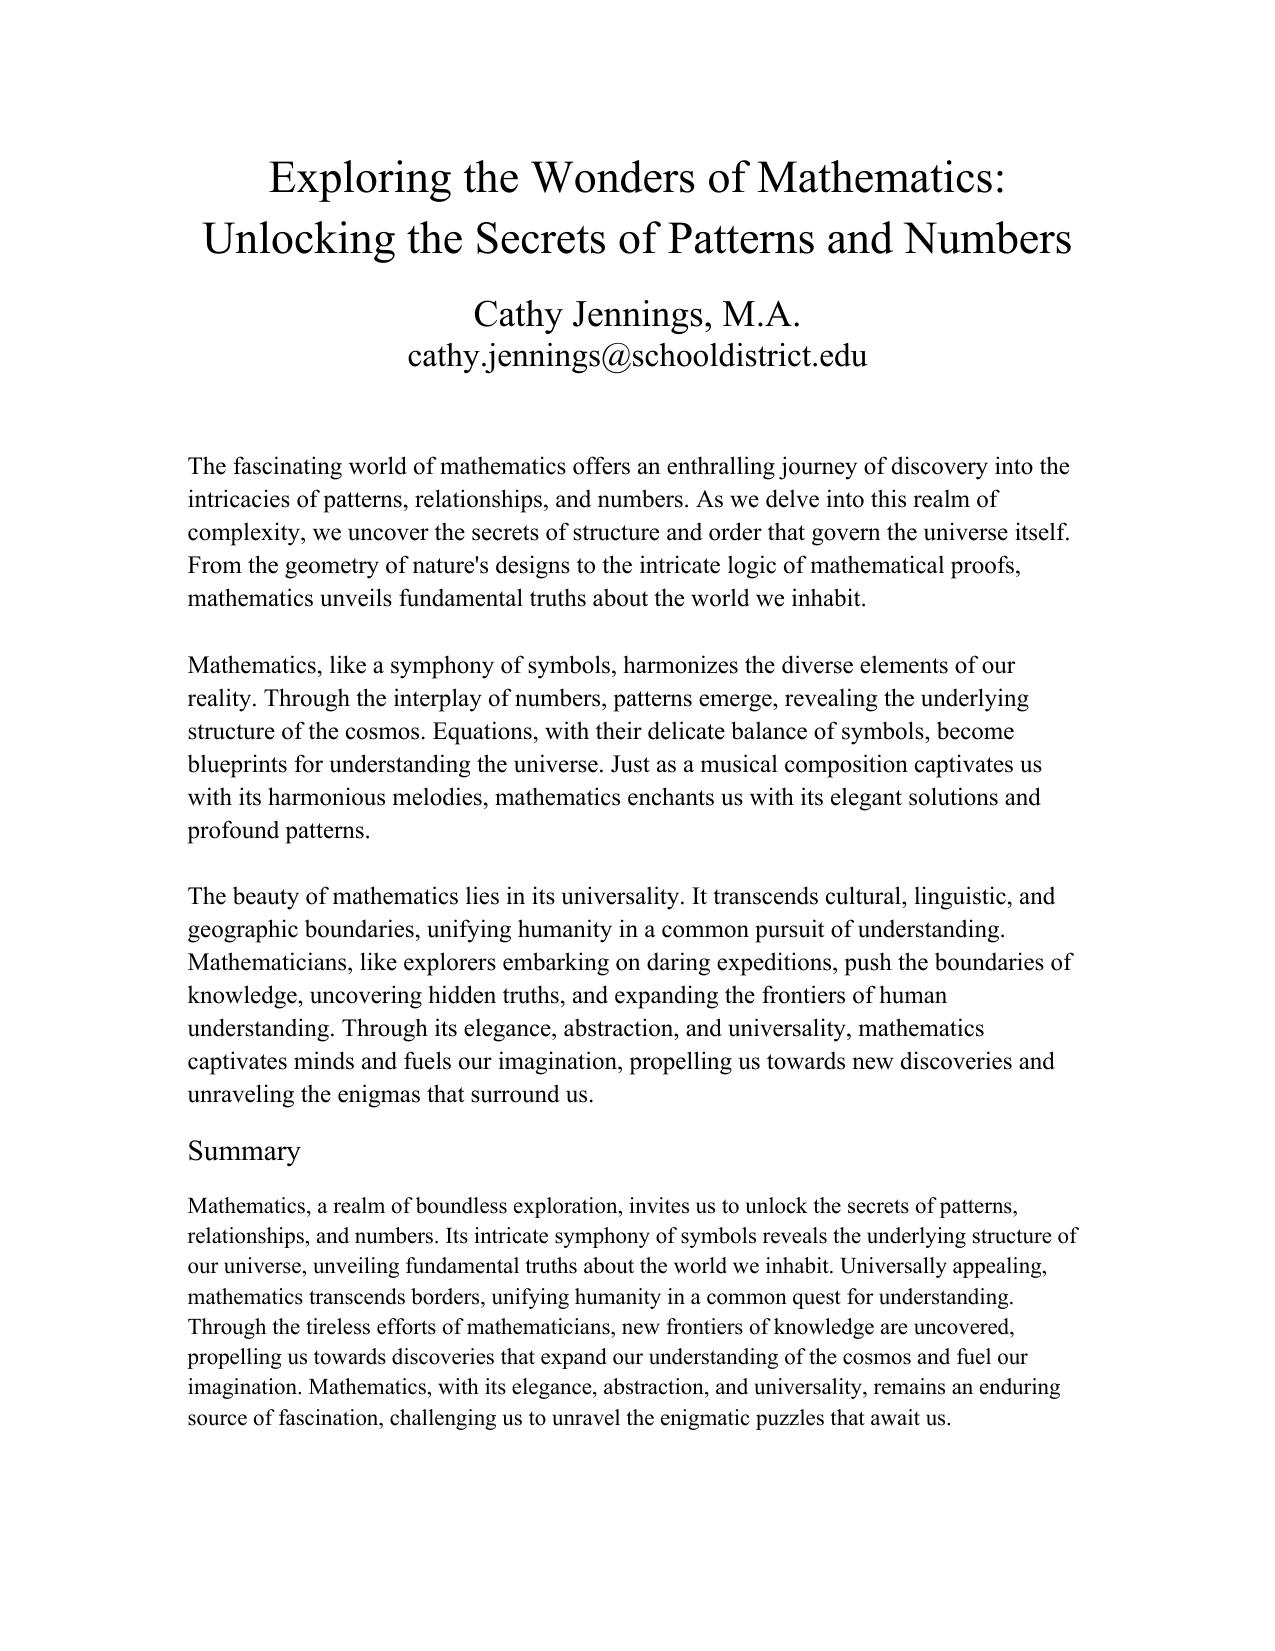 Exploring the Wonders of Mathematics:
Unlocking the Secrets of Patterns and Numbers
Cathy Jennings, M.A.
cathy.jennings@schooldistrict.edu
The fascinating world of mathematics offers an enthralling journey of discovery into the
intricacies of patterns, relationships, and numbers. As we delve into this realm of
complexity, we uncover the secrets of structure and order that govern the universe itself.
From the geometry of nature's designs to the intricate logic of mathematical proofs,
mathematics unveils fundamental truths about the world we inhabit.
Mathematics, like a symphony of symbols, harmonizes the diverse elements of our
reality. Through the interplay of numbers, patterns emerge, revealing the underlying
structure of the cosmos. Equations, with their delicate balance of symbols, become
blueprints for understanding the universe. Just as a musical composition captivates us
with its harmonious melodies, mathematics enchants us with its elegant solutions and
profound patterns.
The beauty of mathematics lies in its universality. It transcends cultural, linguistic, and
geographic boundaries, unifying humanity in a common pursuit of understanding.
Mathematicians, like explorers embarking on daring expeditions, push the boundaries of
knowledge, uncovering hidden truths, and expanding the frontiers of human
understanding. Through its elegance, abstraction, and universality, mathematics
captivates minds and fuels our imagination, propelling us towards new discoveries and
unraveling the enigmas that surround us.
Summary
Mathematics, a realm of boundless exploration, invites us to unlock the secrets of patterns,
relationships, and numbers. Its intricate symphony of symbols reveals the underlying structure of
our universe, unveiling fundamental truths about the world we inhabit. Universally appealing,
mathematics transcends borders, unifying humanity in a common quest for understanding.
Through the tireless efforts of mathematicians, new frontiers of knowledge are uncovered,
propelling us towards discoveries that expand our understanding of the cosmos and fuel our
imagination. Mathematics, with its elegance, abstraction, and universality, remains an enduring
source of fascination, challenging us to unravel the enigmatic puzzles that await us.